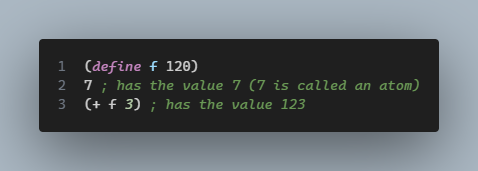 1 (define f 120)
2 7 ; has the value 7 (7 is called an atom)
3 (+ f 3) ; has the value 123